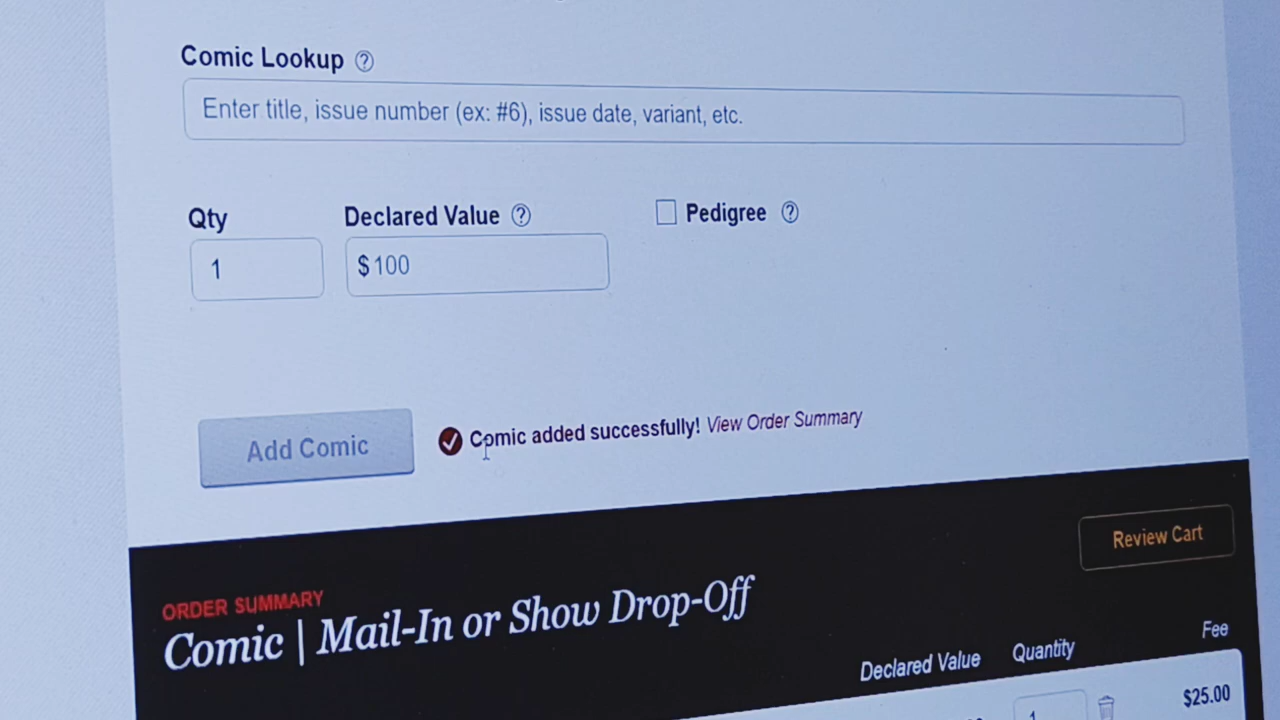 Comic Lookup ?
Enter title, issue number (ex: #6), issue date, variant, etc.
Qty Declared Value ? Pedigree ?
1 $100
Add Comic Comic added successfully! View Order Summary
Review Cart
ORDER SUMMARY
Comic | Mail-In or Show Drop-Off
Declared Value Quantity Fee
1 $25.00